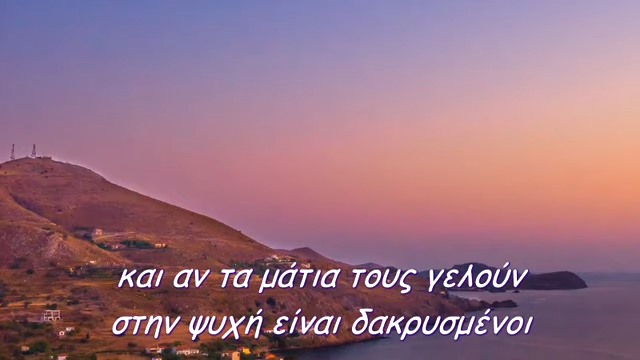 και αν τα μάτια τους γελούν
στην ψυχή είναι δακρυσμένοι